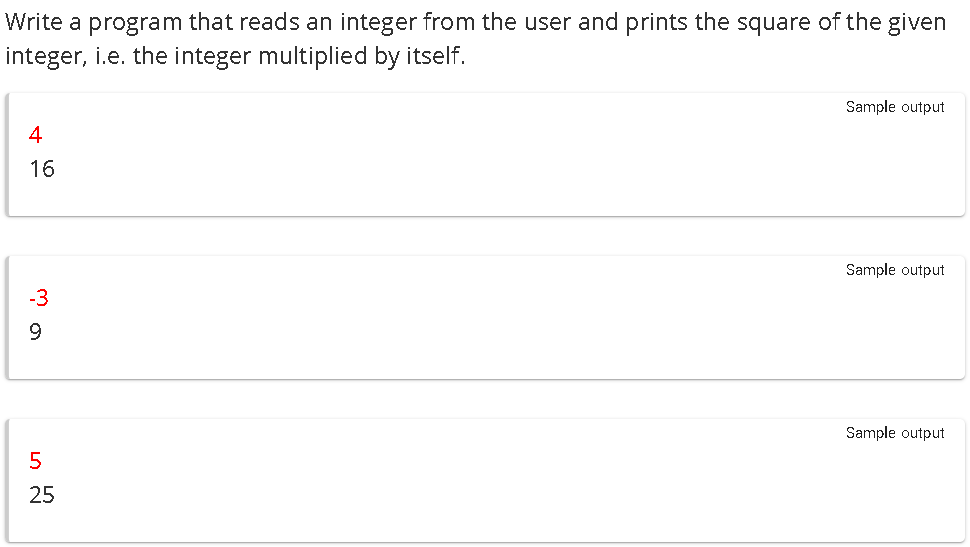 Write a program that reads an integer from the user and prints the square of the given
integer, i.e. the integer multiplied by itself.
Sample output
4
16
Sample output
-3
9
Sample output
5
25